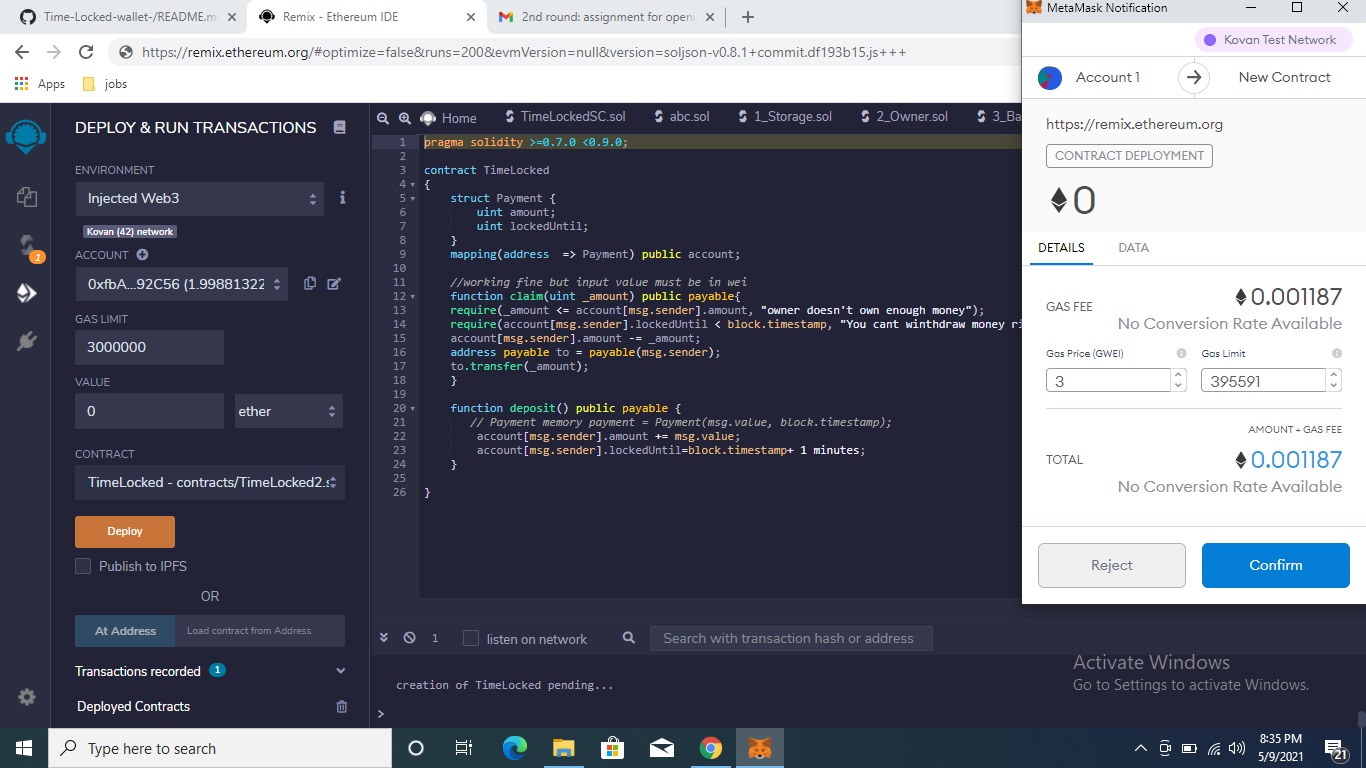 Time-Locked-wallet-/README.m
Remix - Ethereum IDE
2nd round: assignment for openi
https://remix.ethereum.org/#optimize=false&runs=200&evmVersion=null&version=soljson-v0.8.1+commit.df193b15.js+++
Apps
jobs
DEPLOY & RUN TRANSACTIONS
ENVIRONMENT
Injected Web3
Kovan (42) network
ACCOUNT
0xfbA...92C56 (1.99881322
GAS LIMIT
3000000
VALUE
0
ether
CONTRACT
TimeLocked - contracts/TimeLocked2.s
Deploy
Publish to IPFS
OR
At Address
Load contract from Address
Transactions recorded 1
Deployed Contracts
1
Home
TimeLockedSC.sol
abc.sol
1_Storage.sol
2_Owner.sol
3_Ba
1 pragma solidity >=0.7.0 <0.9.0;
2
3 contract TimeLocked
4 {
5 struct Payment {
6 uint amount;
7 uint lockedUntil;
8 }
9 mapping(address  => Payment) public account;
10
11 //working fine but input value must be in wei
12 function claim(uint _amount) public payable{
13 require(_amount <= account[msg.sender].amount, "owner doesn't own enough money");
14 require(account[msg.sender].lockedUntil < block.timestamp, "You cant winthdraw money ri
15 account[msg.sender].amount -= _amount;
16 address payable to = payable(msg.sender);
17 to.transfer(_amount);
18 }
19
20 function deposit() public payable {
21 // Payment memory payment = Payment(msg.value, block.timestamp);
22 account[msg.sender].amount += msg.value;
23 account[msg.sender].lockedUntil=block.timestamp+ 1 minutes;
24 }
25
26 }
1
listen on network
Search with transaction hash or address
creation of TimeLocked pending...
>
MetaMask Notification
Kovan Test Network
Account 1
New Contract
https://remix.ethereum.org
CONTRACT DEPLOYMENT
0
DETAILS
DATA
GAS FEE
0.001187
No Conversion Rate Available
Gas Price (GWEI)
Gas Limit
3
395591
AMOUNT + GAS FEE
TOTAL
0.001187
No Conversion Rate Available
Reject
Confirm
Activate Windows
Go to Settings to activate Windows.
Type here to search
8:35 PM
5/9/2021
21